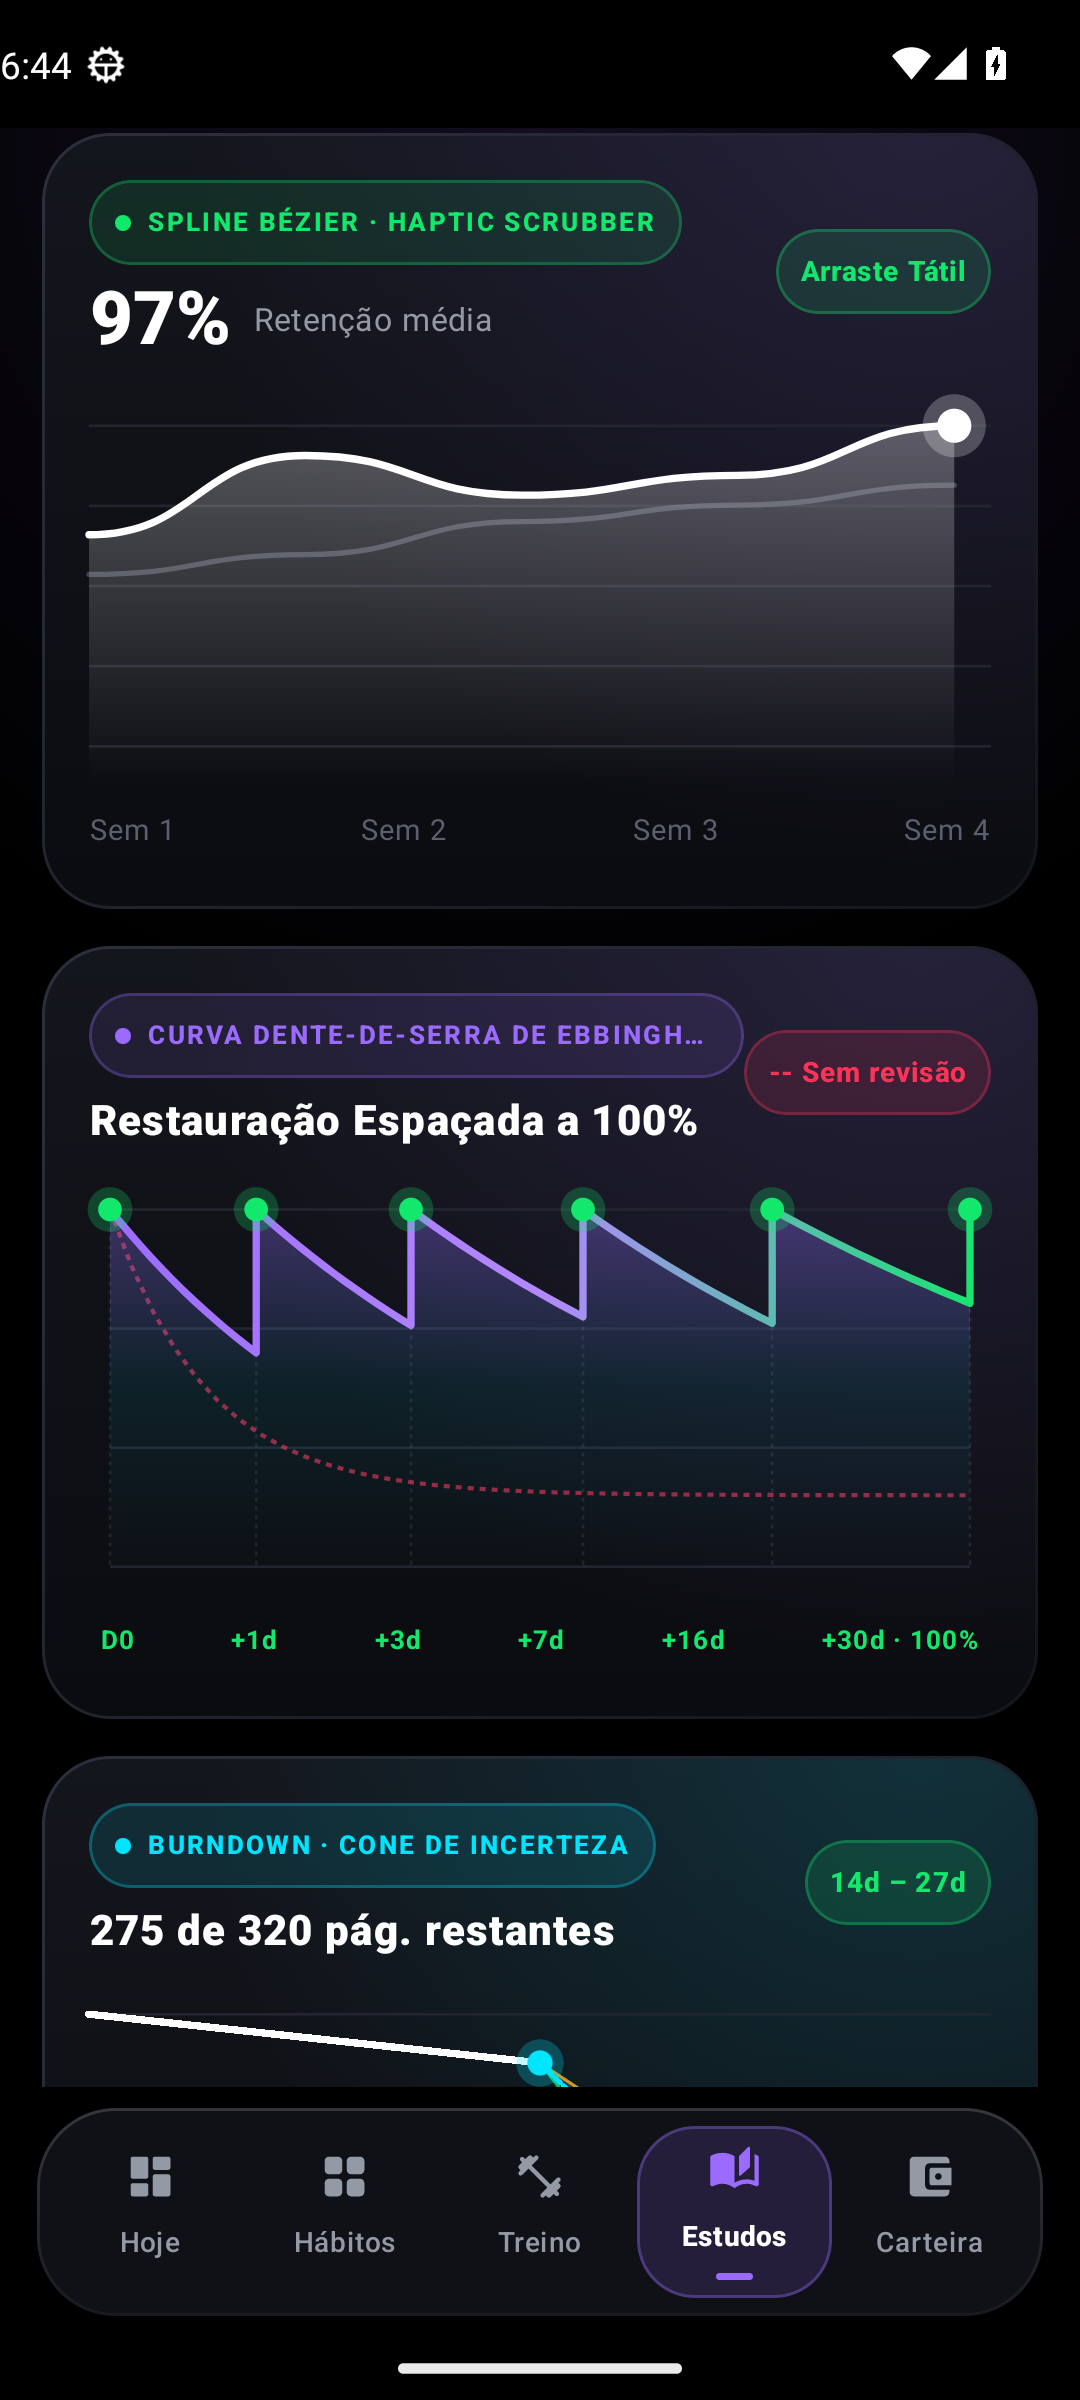 6:44
SPLINE BÉZIER · HAPTIC SCRUBBER
Arraste Tátil
97% Retenção média
Sem 1 Sem 2 Sem 3 Sem 4
CURVA DENTE-DE-SERRA DE EBBINGH...
-- Sem revisão
Restauração Espaçada a 100%
D0 +1d +3d +7d +16d +30d · 100%
BURNDOWN · CONE DE INCERTEZA
14d – 27d
275 de 320 pág. restantes
Hoje Hábitos Treino Estudos Carteira